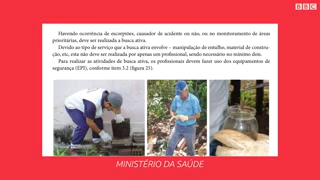 BBC
Havendo ocorrência de escorpiões, causador de acidente ou não, ou no monitoramento de áreas
prioritárias, deve ser realizada a busca ativa.
Devido ao tipo de serviço que a busca ativa envolve – manipulação de entulho, material de constru-
ção, etc, esta não deve ser realizada por apenas um profissional, sendo necessário no mínimo dois.
Para realizar as atividades de busca ativa, os profissionais devem fazer uso dos equipamentos de
segurança (EPI), conforme item 3.2 (figura 25).
MINISTÉRIO DA SAÚDE